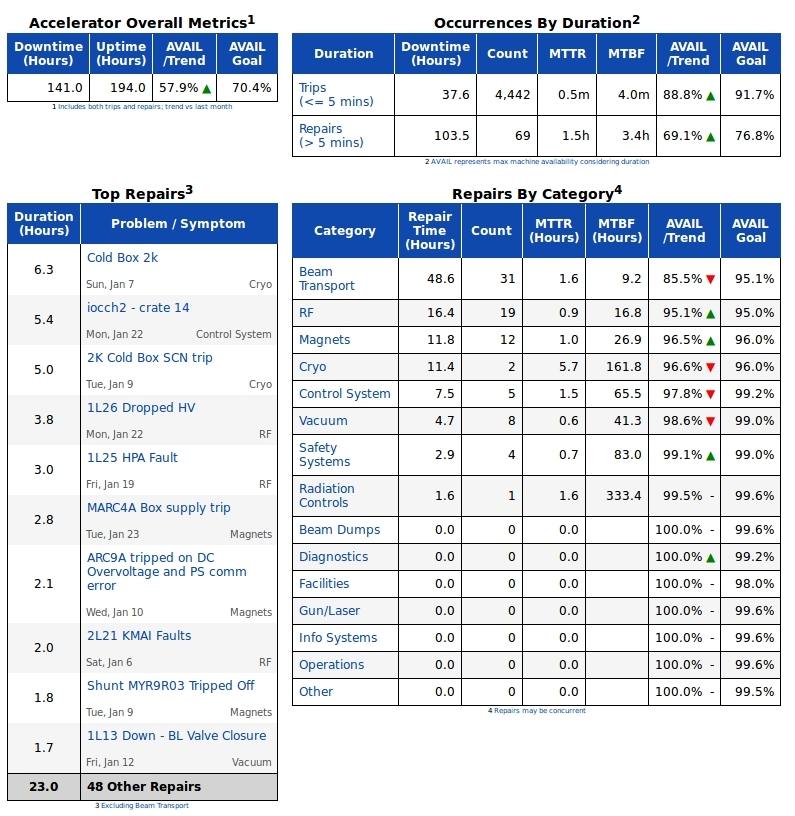 Accelerator Overall Metrics1
Downtime (Hours) Uptime (Hours) AVAIL /Trend AVAIL Goal
141.0 194.0 57.9% ▲ 70.4%
1 Includes both trips and repairs; trend vs last month
Occurrences By Duration2
Duration Downtime (Hours) Count MTTR MTBF AVAIL /Trend AVAIL Goal
Trips (<= 5 mins) 37.6 4,442 0.5m 4.0m 88.8% ▲ 91.7%
Repairs (> 5 mins) 103.5 69 1.5h 3.4h 69.1% ▲ 76.8%
2 AVAIL represents max machine availability considering duration
Top Repairs3
Duration (Hours) Problem / Symptom
6.3 Cold Box 2k
Sun, Jan 7 Cryo
5.4 iocch2 - crate 14
Mon, Jan 22 Control System
5.0 2K Cold Box SCN trip
Tue, Jan 9 Cryo
3.8 1L26 Dropped HV
Mon, Jan 22 RF
3.0 1L25 HPA Fault
Fri, Jan 19 RF
2.8 MARC4A Box supply trip
Tue, Jan 23 Magnets
2.1 ARC9A tripped on DC
Overvoltage and PS comm
error
Wed, Jan 10 Magnets
2.0 2L21 KMAI Faults
Sat, Jan 6 RF
1.8 Shunt MYR9R03 Tripped Off
Tue, Jan 9 Magnets
1.7 1L13 Down - BL Valve Closure
Fri, Jan 12 Vacuum
23.0 48 Other Repairs
3 Excluding Beam Transport
Repairs By Category4
Category Repair Time (Hours) Count MTTR (Hours) MTBF (Hours) AVAIL /Trend AVAIL Goal
Beam Transport 48.6 31 1.6 9.2 85.5% ▼ 95.1%
RF 16.4 19 0.9 16.8 95.1% ▲ 95.0%
Magnets 11.8 12 1.0 26.9 96.5% ▲ 96.0%
Cryo 11.4 2 5.7 161.8 96.6% ▼ 96.0%
Control System 7.5 5 1.5 65.5 97.8% ▼ 99.2%
Vacuum 4.7 8 0.6 41.3 98.6% ▼ 99.0%
Safety Systems 2.9 4 0.7 83.0 99.1% ▲ 99.0%
Radiation Controls 1.6 1 1.6 333.4 99.5% - 99.6%
Beam Dumps 0.0 0 0.0 100.0% - 99.6%
Diagnostics 0.0 0 0.0 100.0% ▲ 99.2%
Facilities 0.0 0 0.0 100.0% - 98.0%
Gun/Laser 0.0 0 0.0 100.0% - 99.6%
Info Systems 0.0 0 0.0 100.0% - 99.6%
Operations 0.0 0 0.0 100.0% - 99.6%
Other 0.0 0 0.0 100.0% - 99.5%
4 Repairs may be concurrent